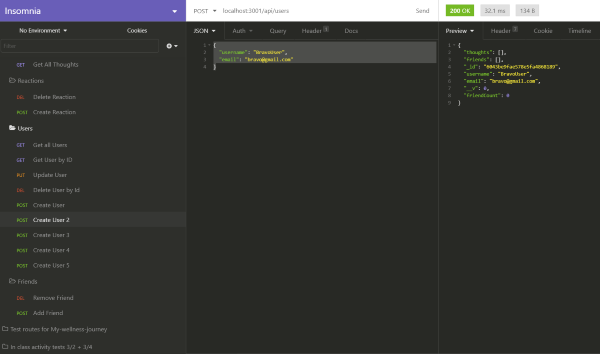 Insomnia
POST localhost:3001/api/users Send
200 OK 32.1 ms 134 B
No Environment Cookies
JSON Auth Query Header 1 Docs
Preview Header Cookie Timeline
Filter
GET Get All Thoughts
Reactions
DEL Delete Reaction
POST Create Reaction
Users
GET Get all Users
GET Get User by ID
PUT Update User
DEL Delete User by Id
POST Create User
POST Create User 2
POST Create User 3
POST Create User 4
POST Create User 5
Friends
DEL Remove Friend
POST Add Friend
Test routes for My-wellness-journey
In class activity tests 3/2 + 3/4
1 {
2 "username": "BravoUser",
3 "email": "bravo@gmail.com"
4 }
1 {
2 "thoughts": [],
3 "friends": [],
4 "_id":
5 "username": "BravoUser",
6 "email": "bravo@gmail.com",
7 "__v": 0,
8 "friendCount": 0
9 }